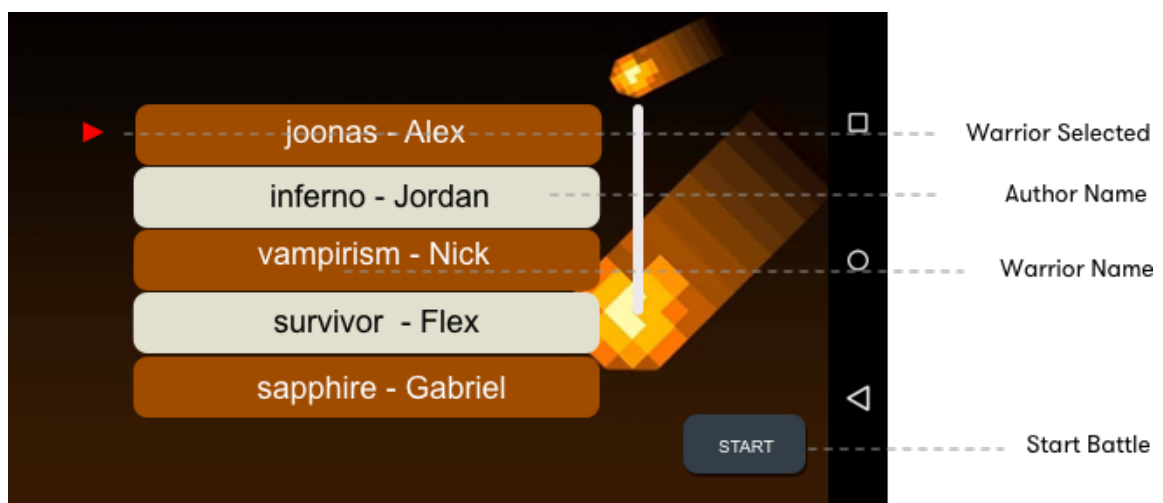 joonas - Alex
Warrior Selected
inferno - Jordan
Author Name
vampirism - Nick
Warrior Name
survivor - Flex
sapphire - Gabriel
START
Start Battle